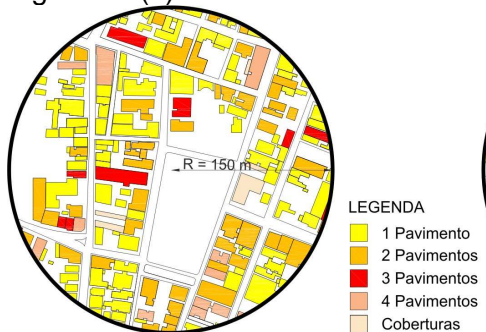 R = 150 m
LEGENDA
1 Pavimento
2 Pavimentos
3 Pavimentos
4 Pavimentos
Coberturas